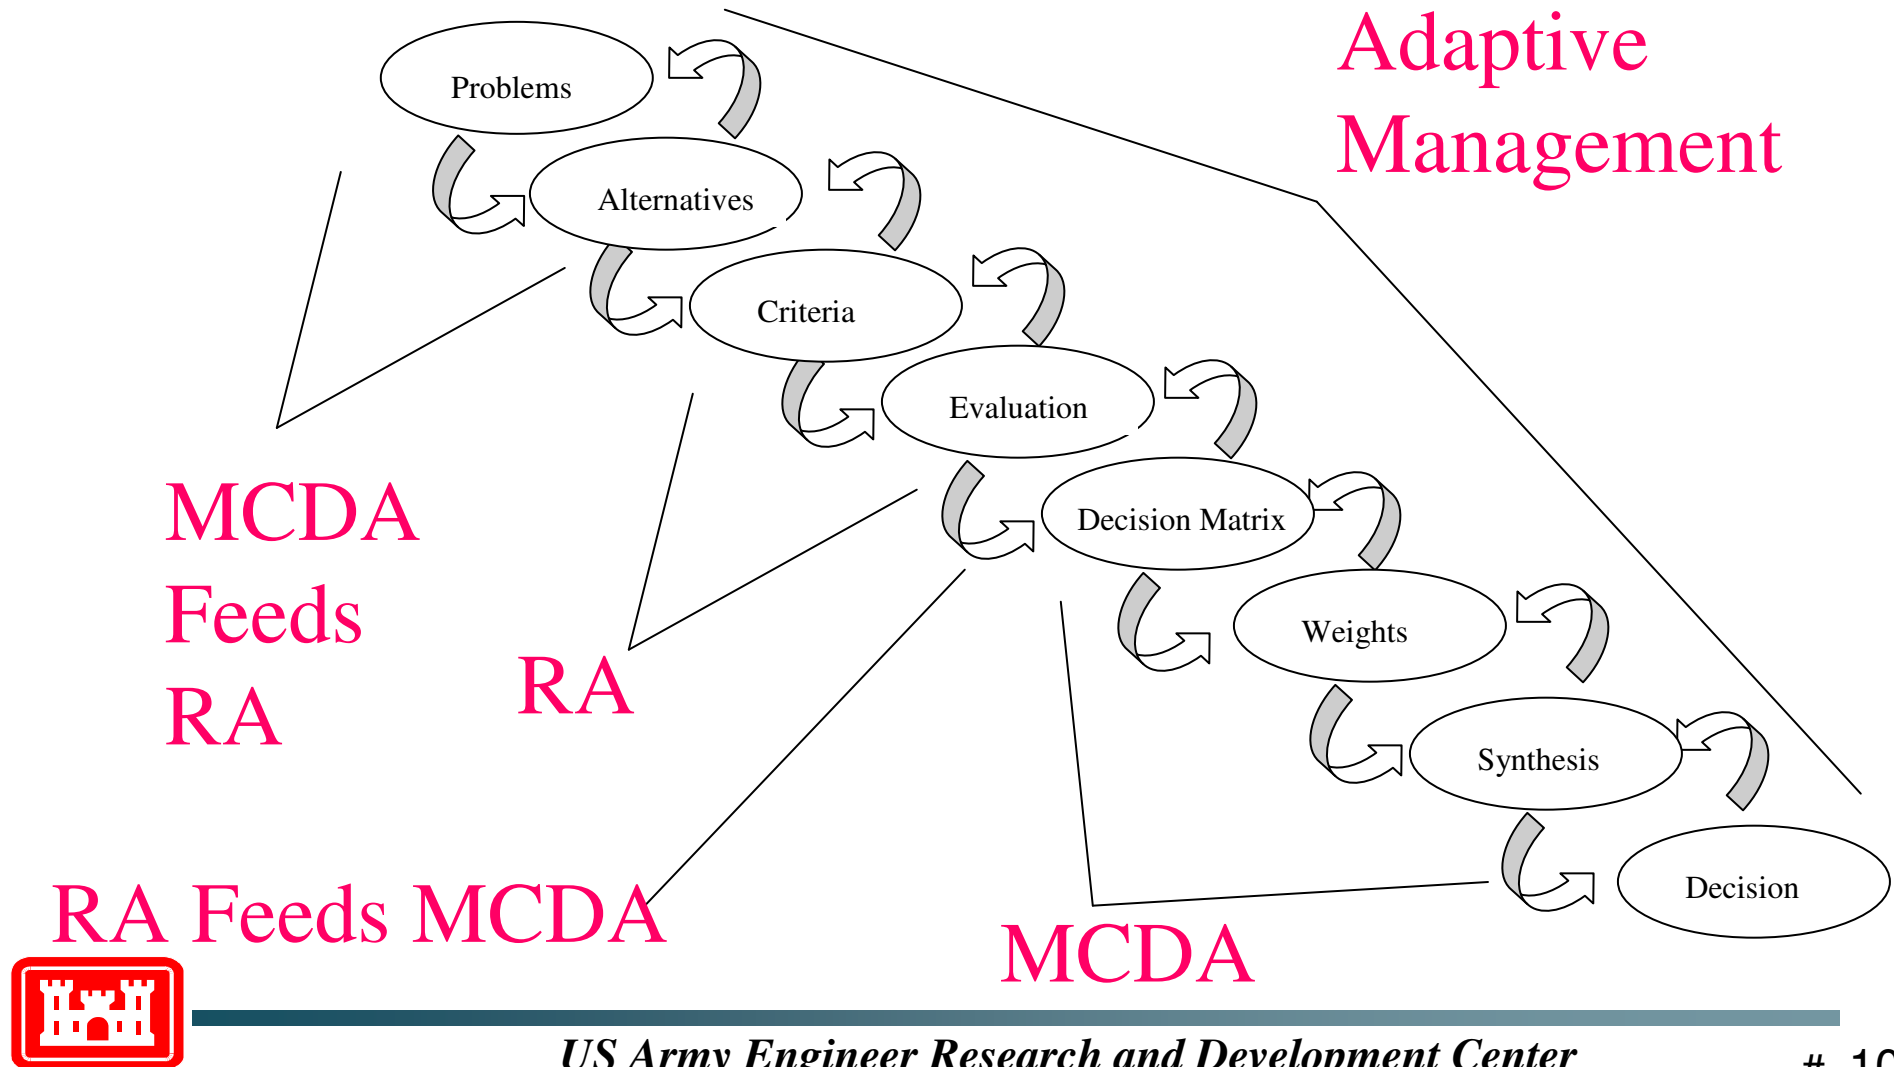 Adaptive
Management
Problems
Alternatives
Criteria
Evaluation
Decision Matrix
Weights
Synthesis
Decision
MCDA
Feeds
RA
RA
RA Feeds MCDA
MCDA
US Army Engineer Research and Development Center
# 10